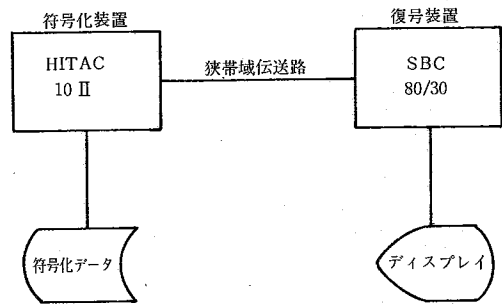 符号化装置
復号装置
HITAC
10 Ⅱ
狭帯域伝送路
SBC
80/30
符号化データ
ディスプレイ